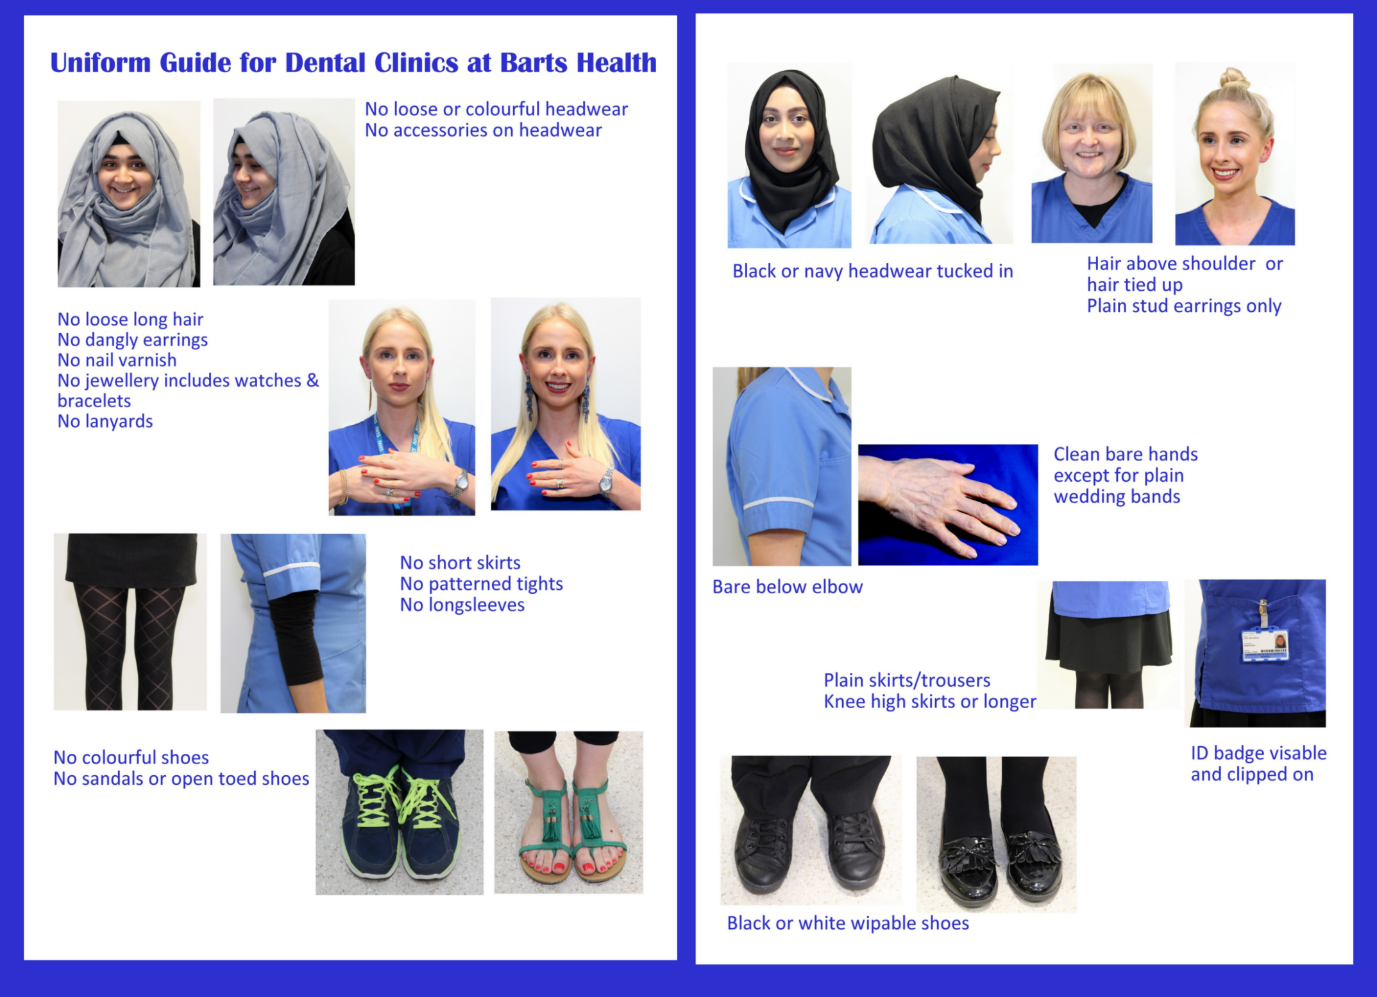 Uniform Guide for Dental Clinics at Barts Health
No loose or colourful headwear
No accessories on headwear
No loose long hair
No dangly earrings
No nail varnish
No jewellery includes watches &
bracelets
No lanyards
No short skirts
No patterned tights
No longsleeves
No colourful shoes
No sandals or open toed shoes
Black or navy headwear tucked in
Hair above shoulder or
hair tied up
Plain stud earrings only
Clean bare hands
except for plain
wedding bands
Bare below elbow
Plain skirts/trousers
Knee high skirts or longer
ID badge visable
and clipped on
Black or white wipable shoes